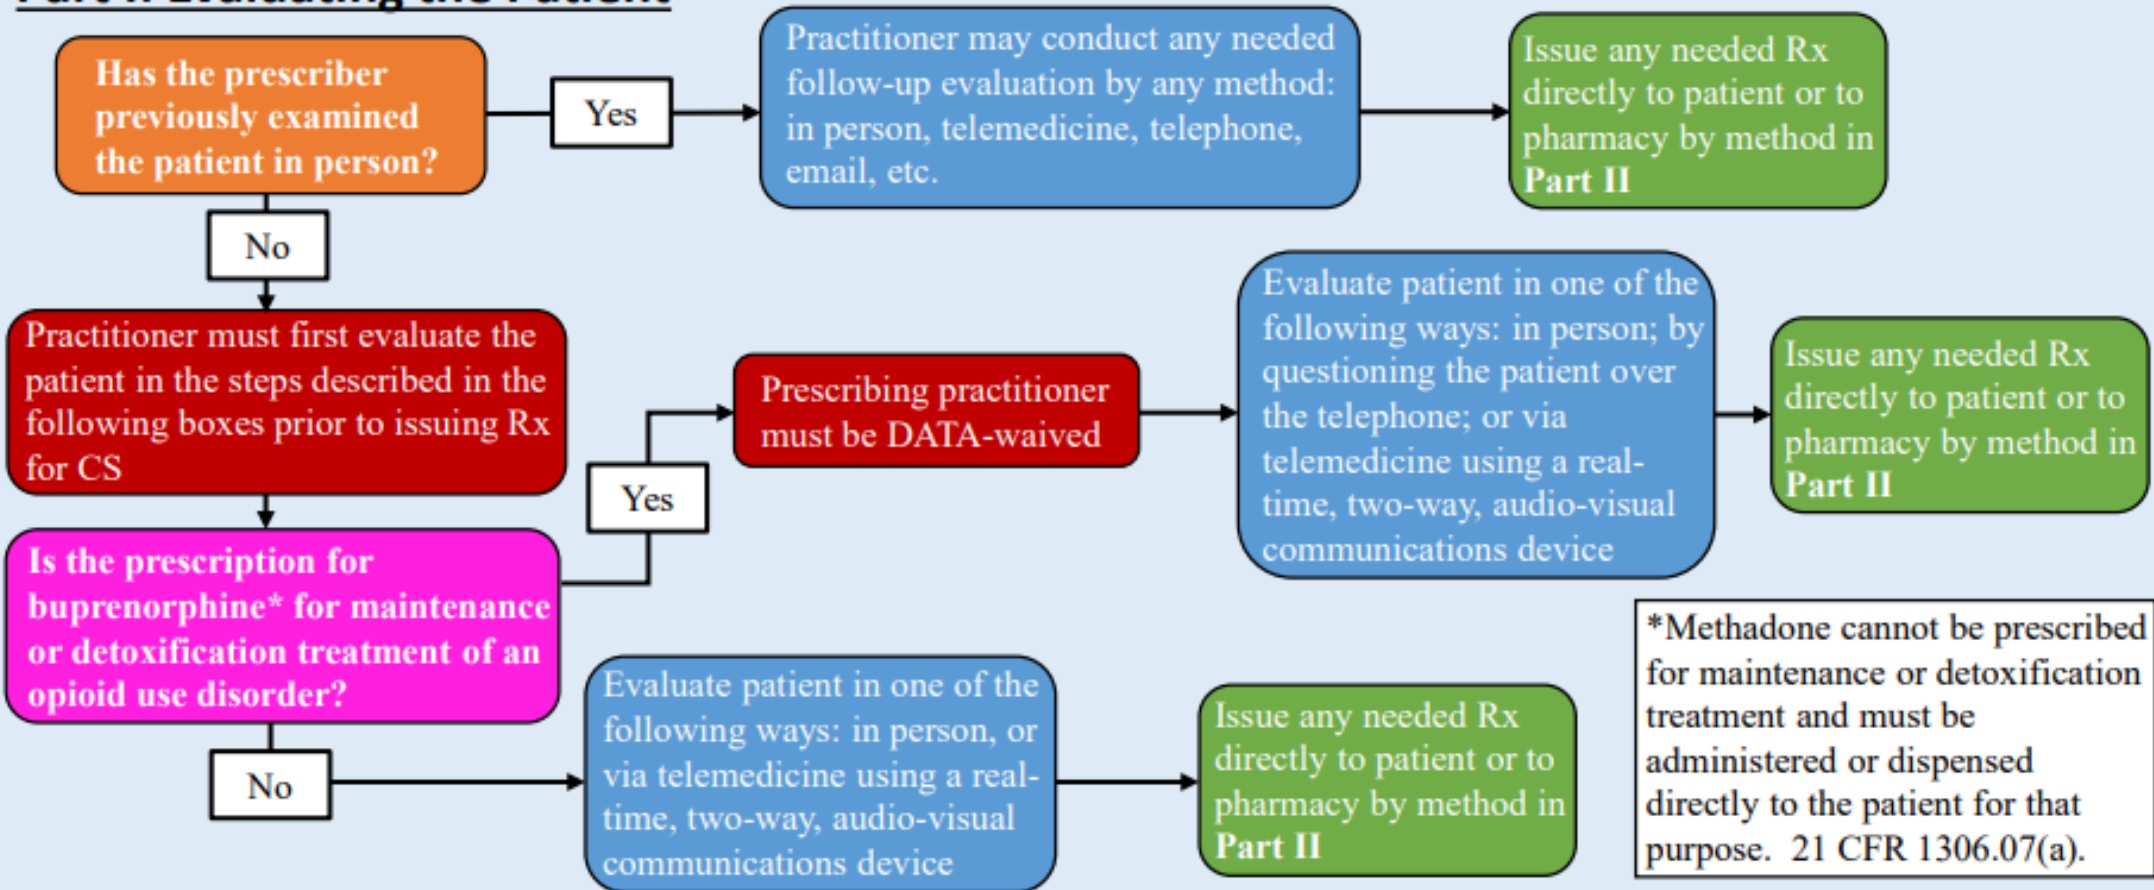 Part I: Evaluating the Patient
Has the prescriber
previously examined
the patient in person?
Yes
Practitioner may conduct any needed
follow-up evaluation by any method:
in person, telemedicine, telephone,
email, etc.
Issue any needed Rx
directly to patient or to
pharmacy by method in
Part II
No
Practitioner must first evaluate the
patient in the steps described in the
following boxes prior to issuing Rx
for CS
Is the prescription for
buprenorphine* for maintenance
or detoxification treatment of an
opioid use disorder?
Yes
Prescribing practitioner
must be DATA-waived
Evaluate patient in one of the
following ways: in person; by
questioning the patient over
the telephone; or via
telemedicine using a real-
time, two-way, audio-visual
communications device
Issue any needed Rx
directly to patient or to
pharmacy by method in
Part II
No
Evaluate patient in one of the
following ways: in person, or
via telemedicine using a real-
time, two-way, audio-visual
communications device
Issue any needed Rx
directly to patient or to
pharmacy by method in
Part II
*Methadone cannot be prescribed
for maintenance or detoxification
treatment and must be
administered or dispensed
directly to the patient for that
purpose.  21 CFR 1306.07(a).